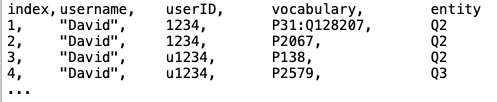 index, username, userID, vocabulary, entity
1, "David", 1234, P31:Q128207, Q2
2, "David", 1234, P2067, Q2
3, "David", u1234, P138, Q2
4, "David", u1234, P2579, Q3
...